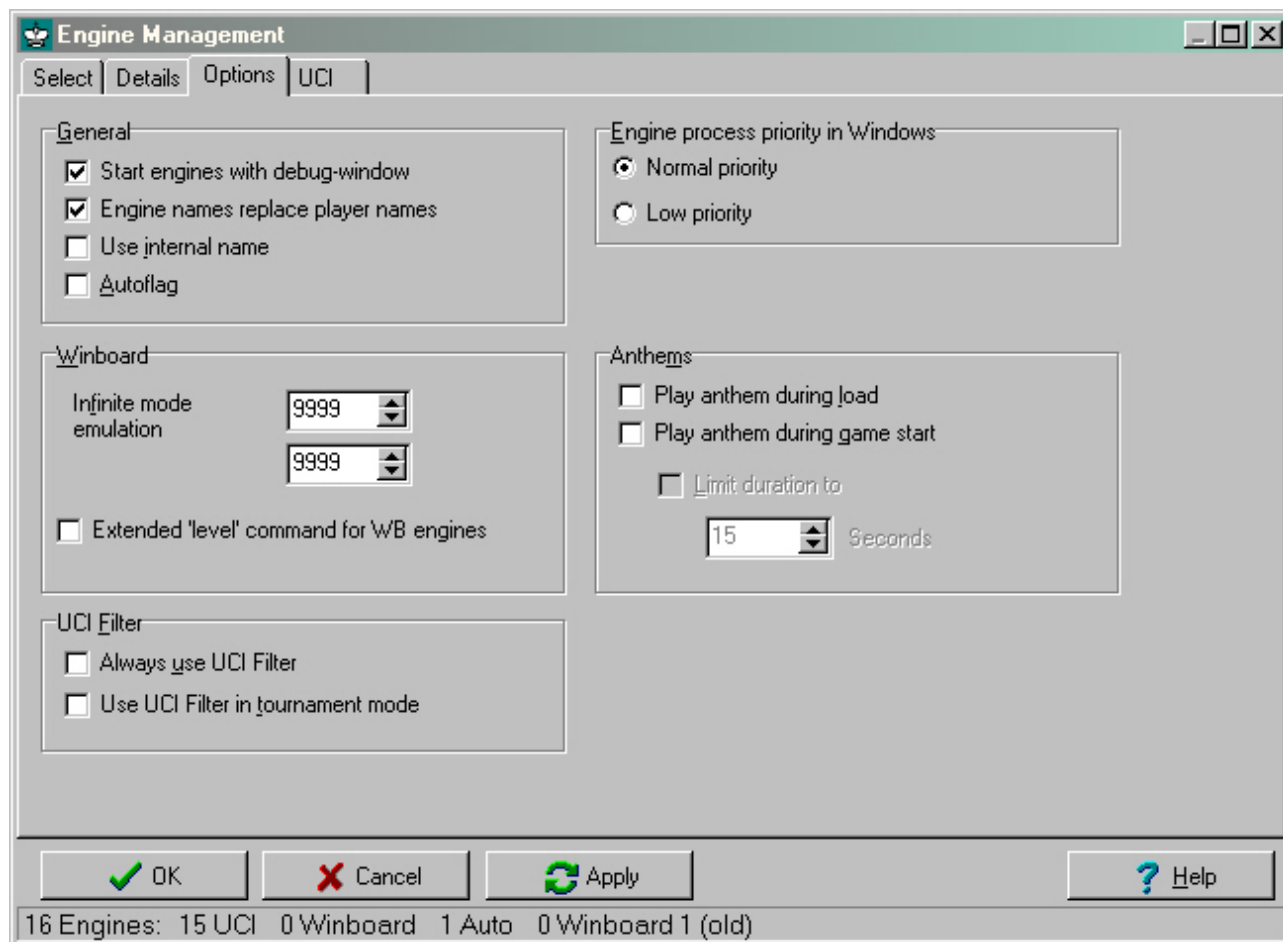 Engine Management
Select Details Options UCI
General
Start engines with debug-window
Engine names replace player names
Use internal name
Autoflag
Engine process priority in Windows
Normal priority
Low priority
Winboard
Infinite mode
emulation
9999
9999
Extended 'level' command for WB engines
Anthems
Play anthem during load
Play anthem during game start
Limit duration to
15 Seconds
UCI Filter
Always use UCI Filter
Use UCI Filter in tournament mode
OK Cancel Apply Help
16 Engines: 15 UCI 0 Winboard 1 Auto 0 Winboard 1 (old)